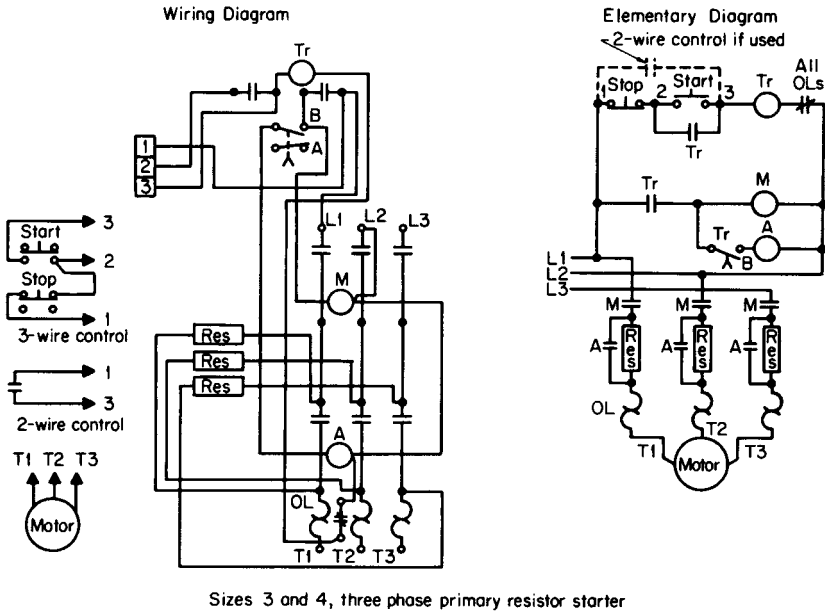 Wiring Diagram
Tr
B
A
1
2
3
Start
3
2
Stop
1
3-wire control
1
3
2-wire control
T1 T2 T3
Motor
L1 L2 L3
M
Res
Res
Res
A
OL
T1 T2 T3
Elementary Diagram
2-wire control if used
All
OLs
1 Stop 2 Start 3 Tr
Tr
Tr M
Tr A
B
L1
L2
L3
M M M
A Res A Res A Res
OL
T1 T2 T3
Motor
Sizes 3 and 4, three phase primary resistor starter